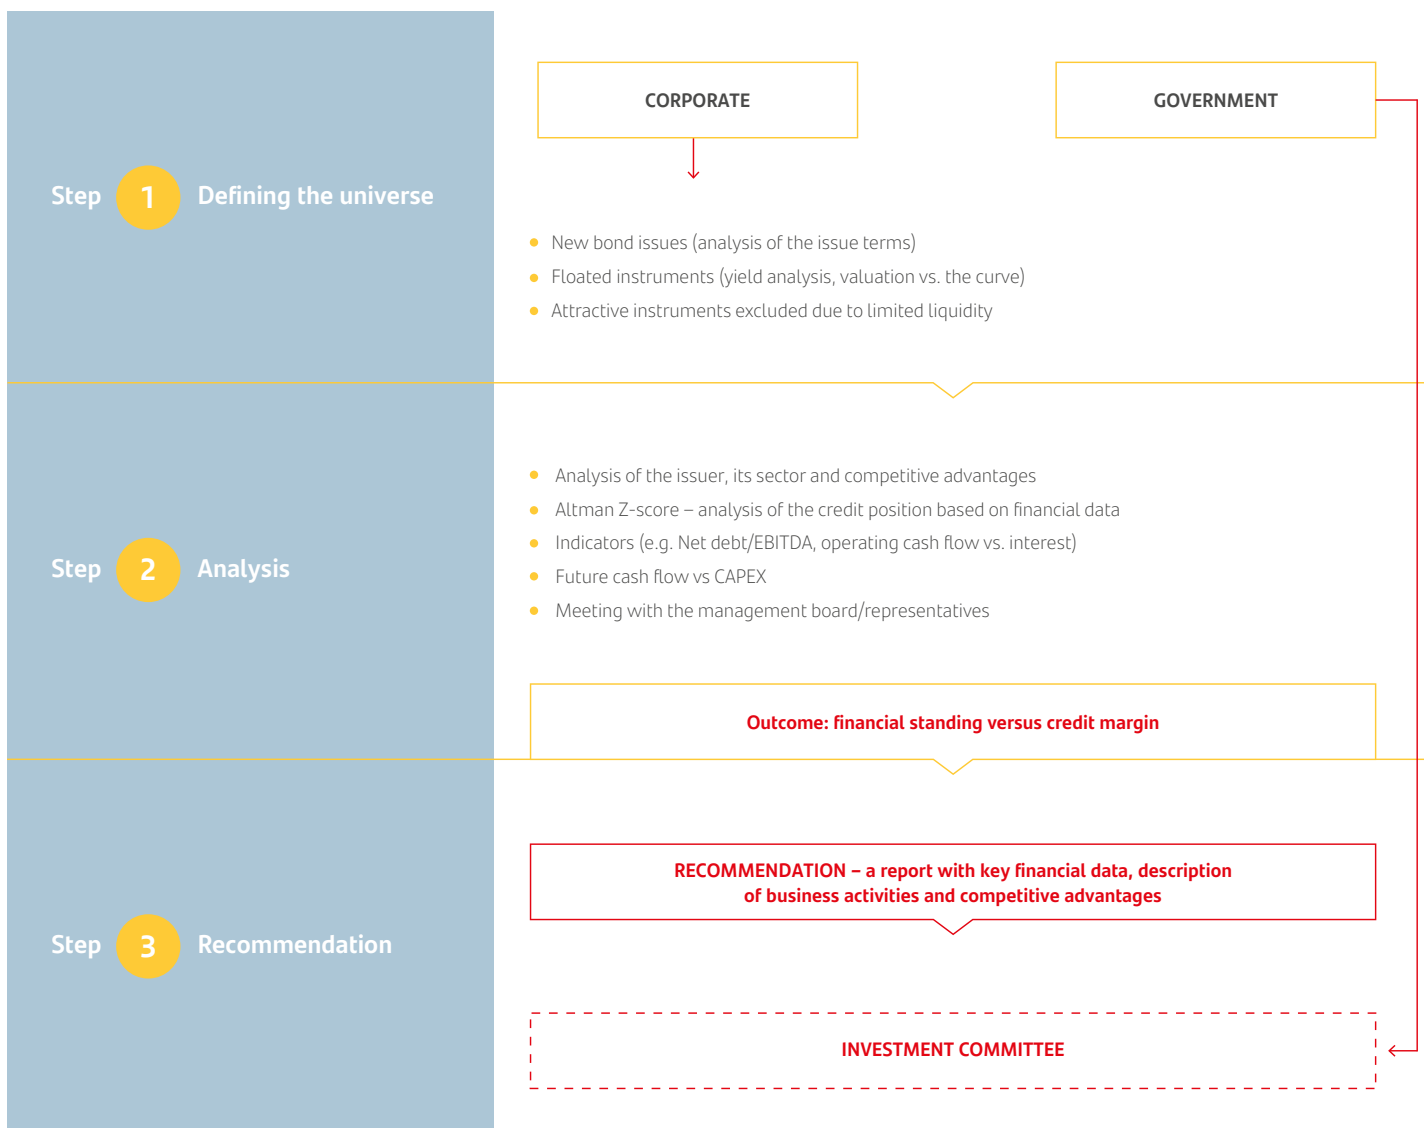 CORPORATE
GOVERNMENT
Step 1 Defining the universe
New bond issues (analysis of the issue terms)
Floated instruments (yield analysis, valuation vs. the curve)
Attractive instruments excluded due to limited liquidity
Step 2 Analysis
Analysis of the issuer, its sector and competitive advantages
Altman Z-score – analysis of the credit position based on financial data
Indicators (e.g. Net debt/EBITDA, operating cash flow vs. interest)
Future cash flow vs CAPEX
Meeting with the management board/representatives
Outcome: financial standing versus credit margin
Step 3 Recommendation
RECOMMENDATION – a report with key financial data, description
of business activities and competitive advantages
INVESTMENT COMMITTEE